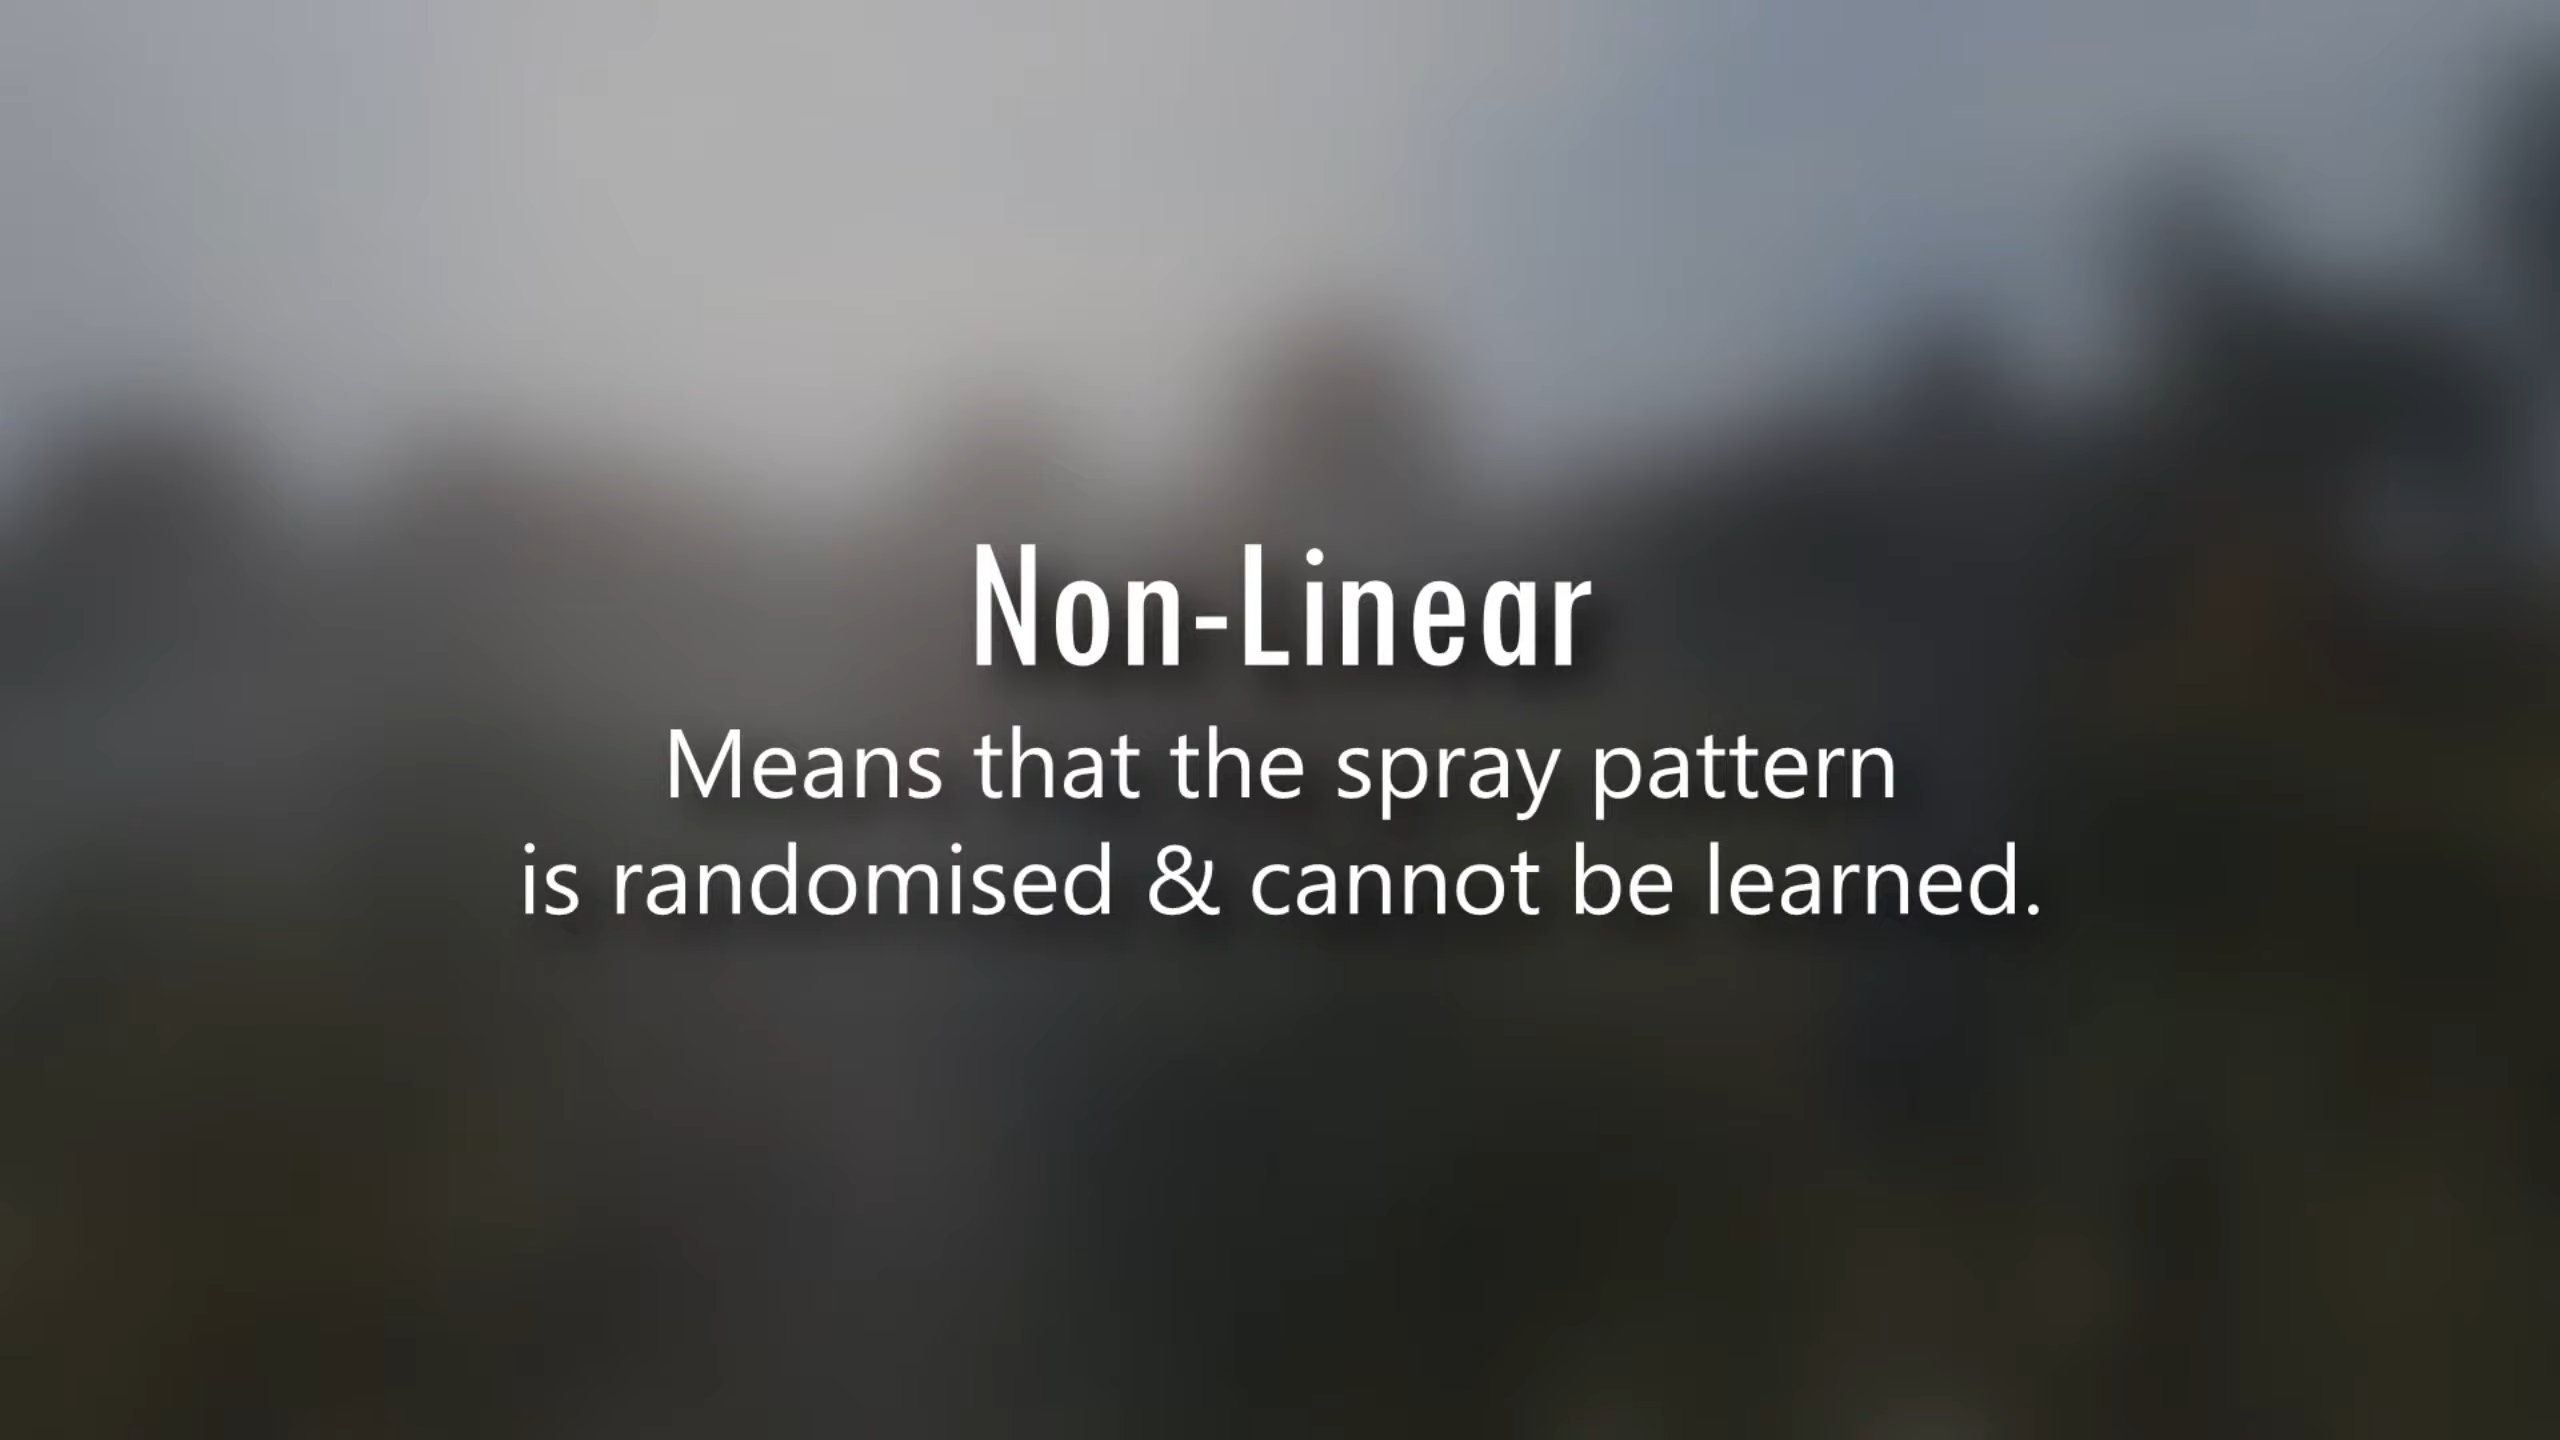 Non-Linear
Means that the spray pattern
is randomised & cannot be learned.